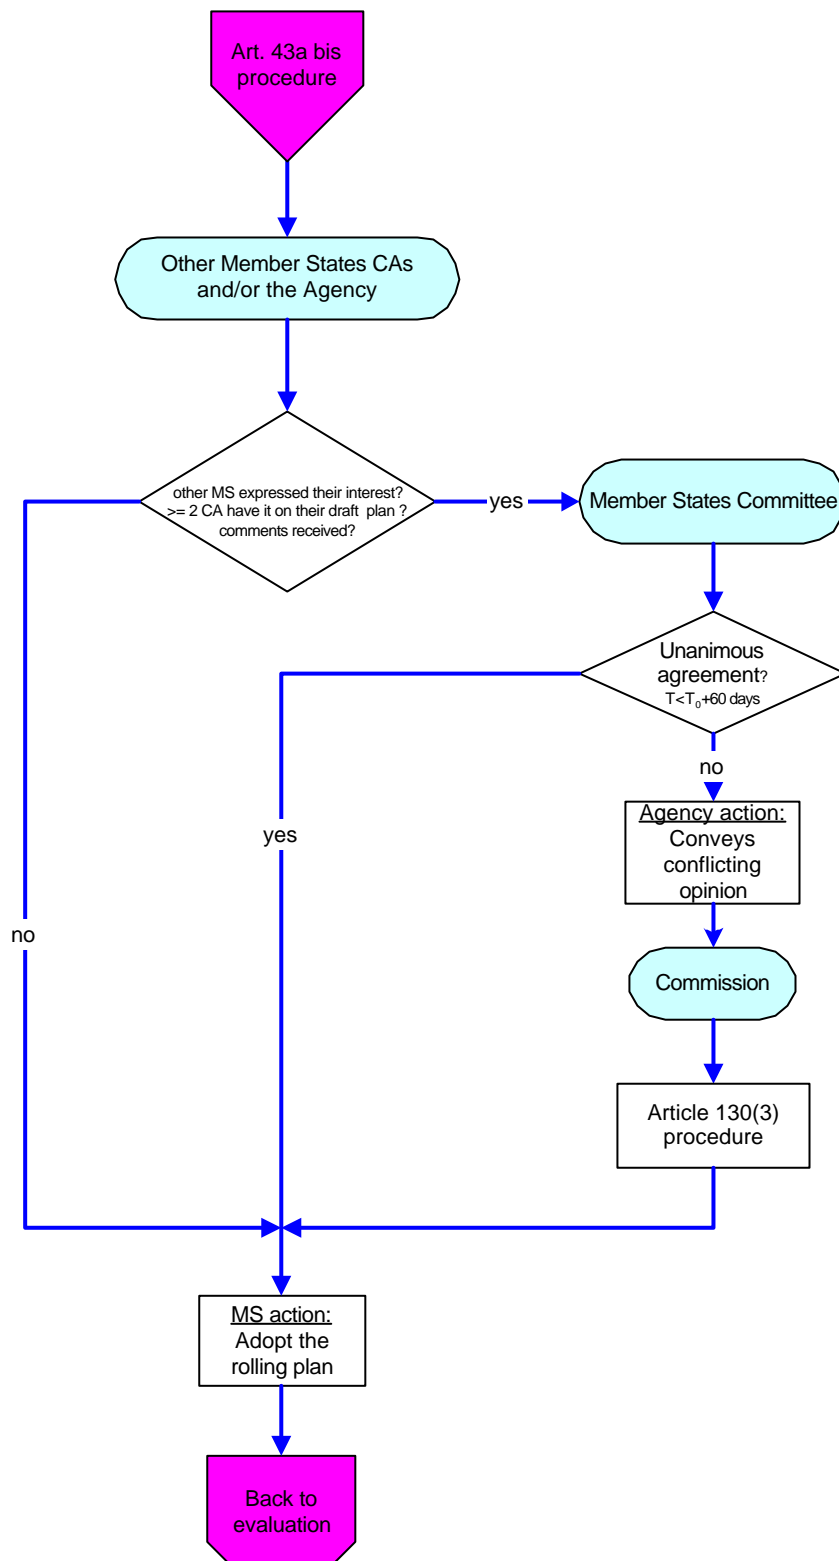 Art. 43a bis
procedure
Other Member States CAs
and/or the Agency
other MS expressed their interest?
>= 2 CA have it on their draft plan ?
comments received?
yes
Member States Committee
Unanimous
agreement?
T<T₀+60 days
no
Agency action:
Conveys
conflicting
opinion
yes
no
Commission
Article 130(3)
procedure
MS action:
Adopt the
rolling plan
Back to
evaluation